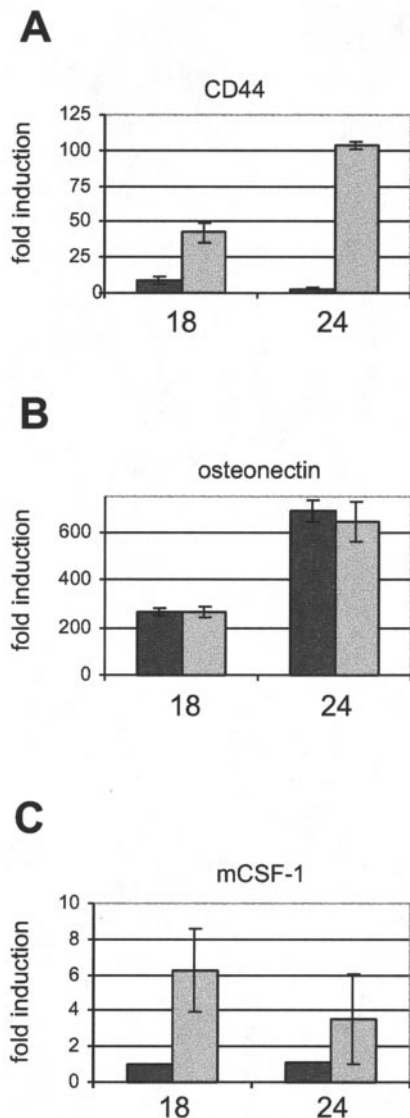 A
CD44
fold induction
125
100
75
50
25
0
18 24
B
osteonectin
fold induction
600
400
200
0
18 24
C
mCSF-1
fold induction
10
8
6
4
2
0
18 24